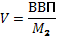 V = ВВП / M₂